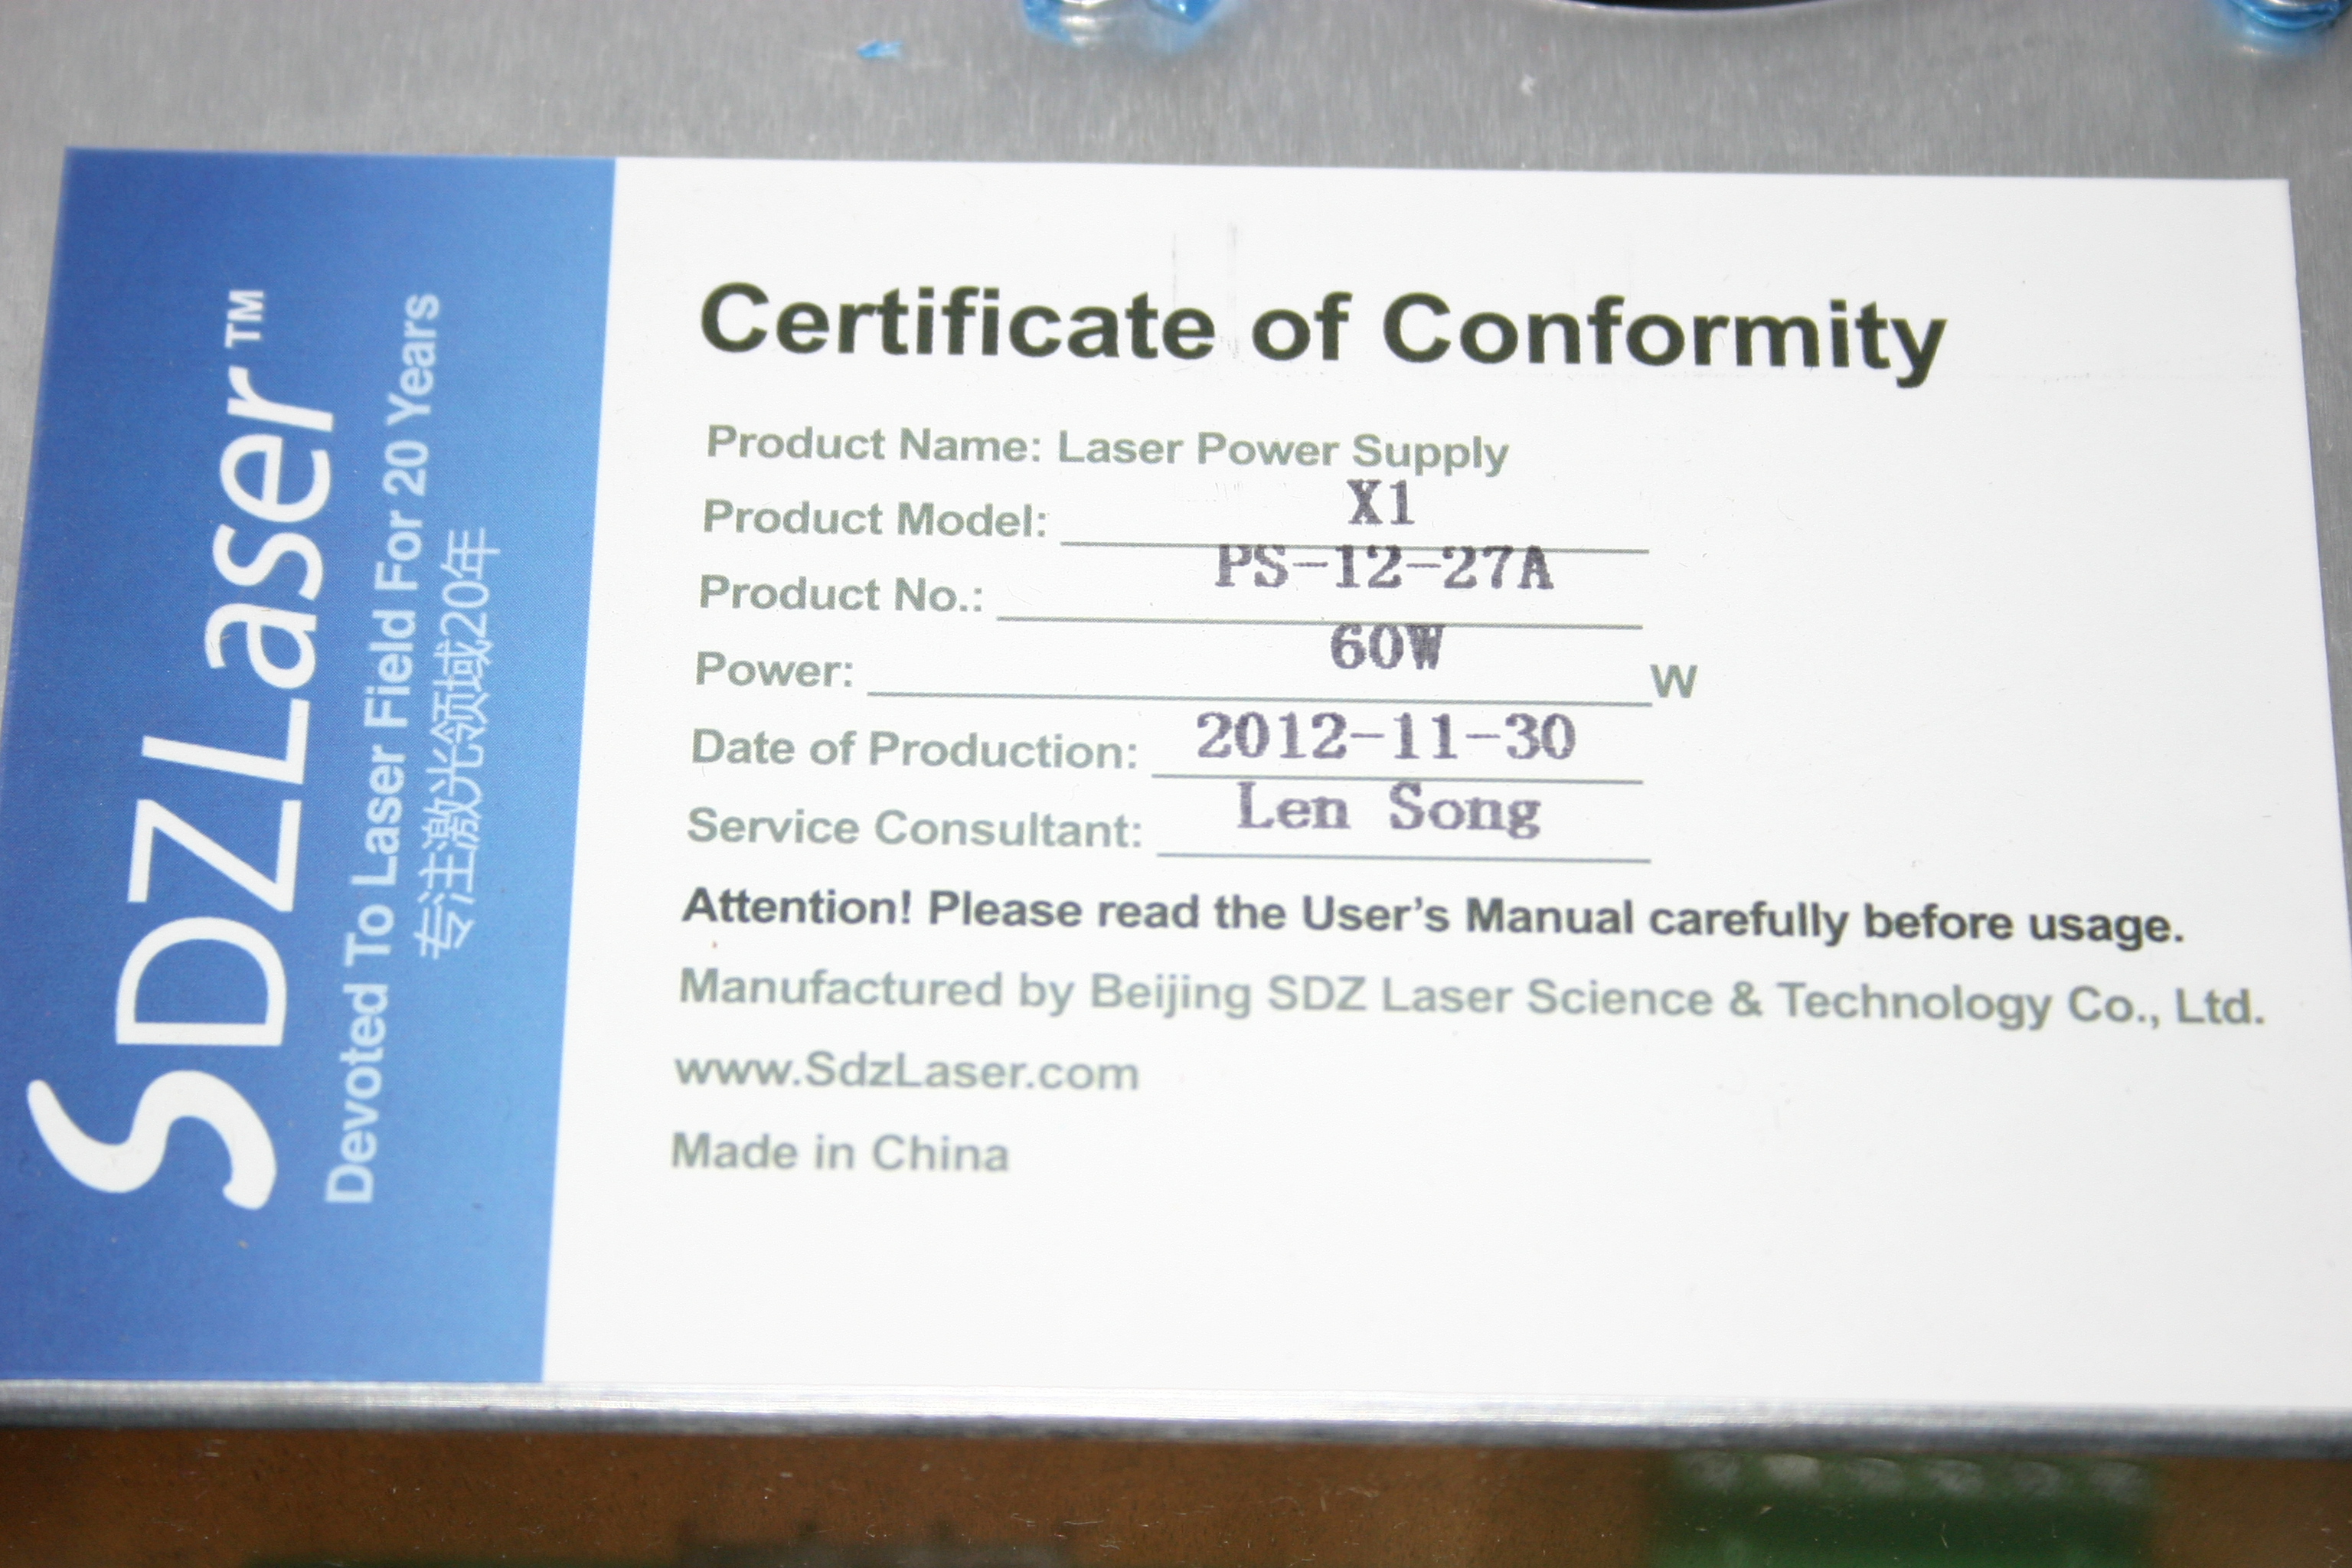 SDZLaser™
Devoted To Laser Field For 20 Years
专注激光领域20年
Certificate of Conformity
Product Name: Laser Power Supply
Product Model: X1
Product No.: PS-12-27A
Power: 60W W
Date of Production: 2012-11-30
Service Consultant: Len Song
Attention! Please read the User's Manual carefully before usage.
Manufactured by Beijing SDZ Laser Science & Technology Co., Ltd.
www.SdzLaser.com
Made in China